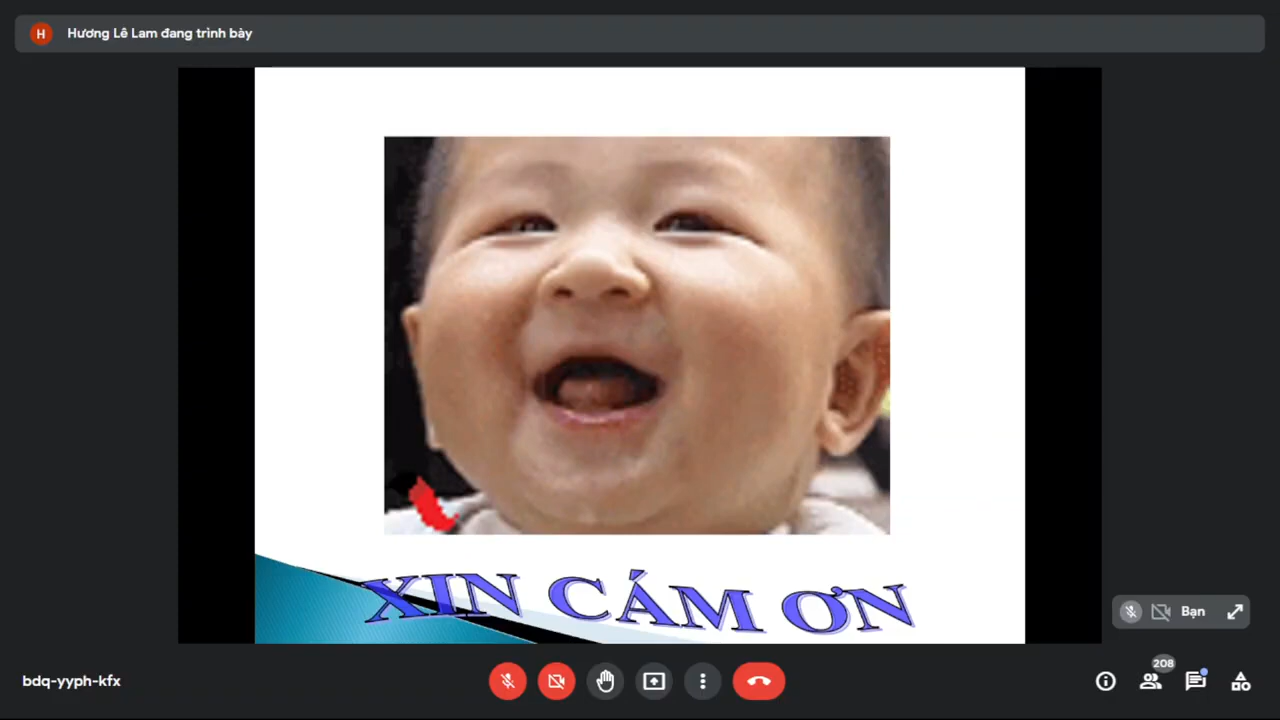 H
Hương Lê Lam đang trình bày
XIN CÁM ƠN
Bạn
bdq-yyph-kfx
208